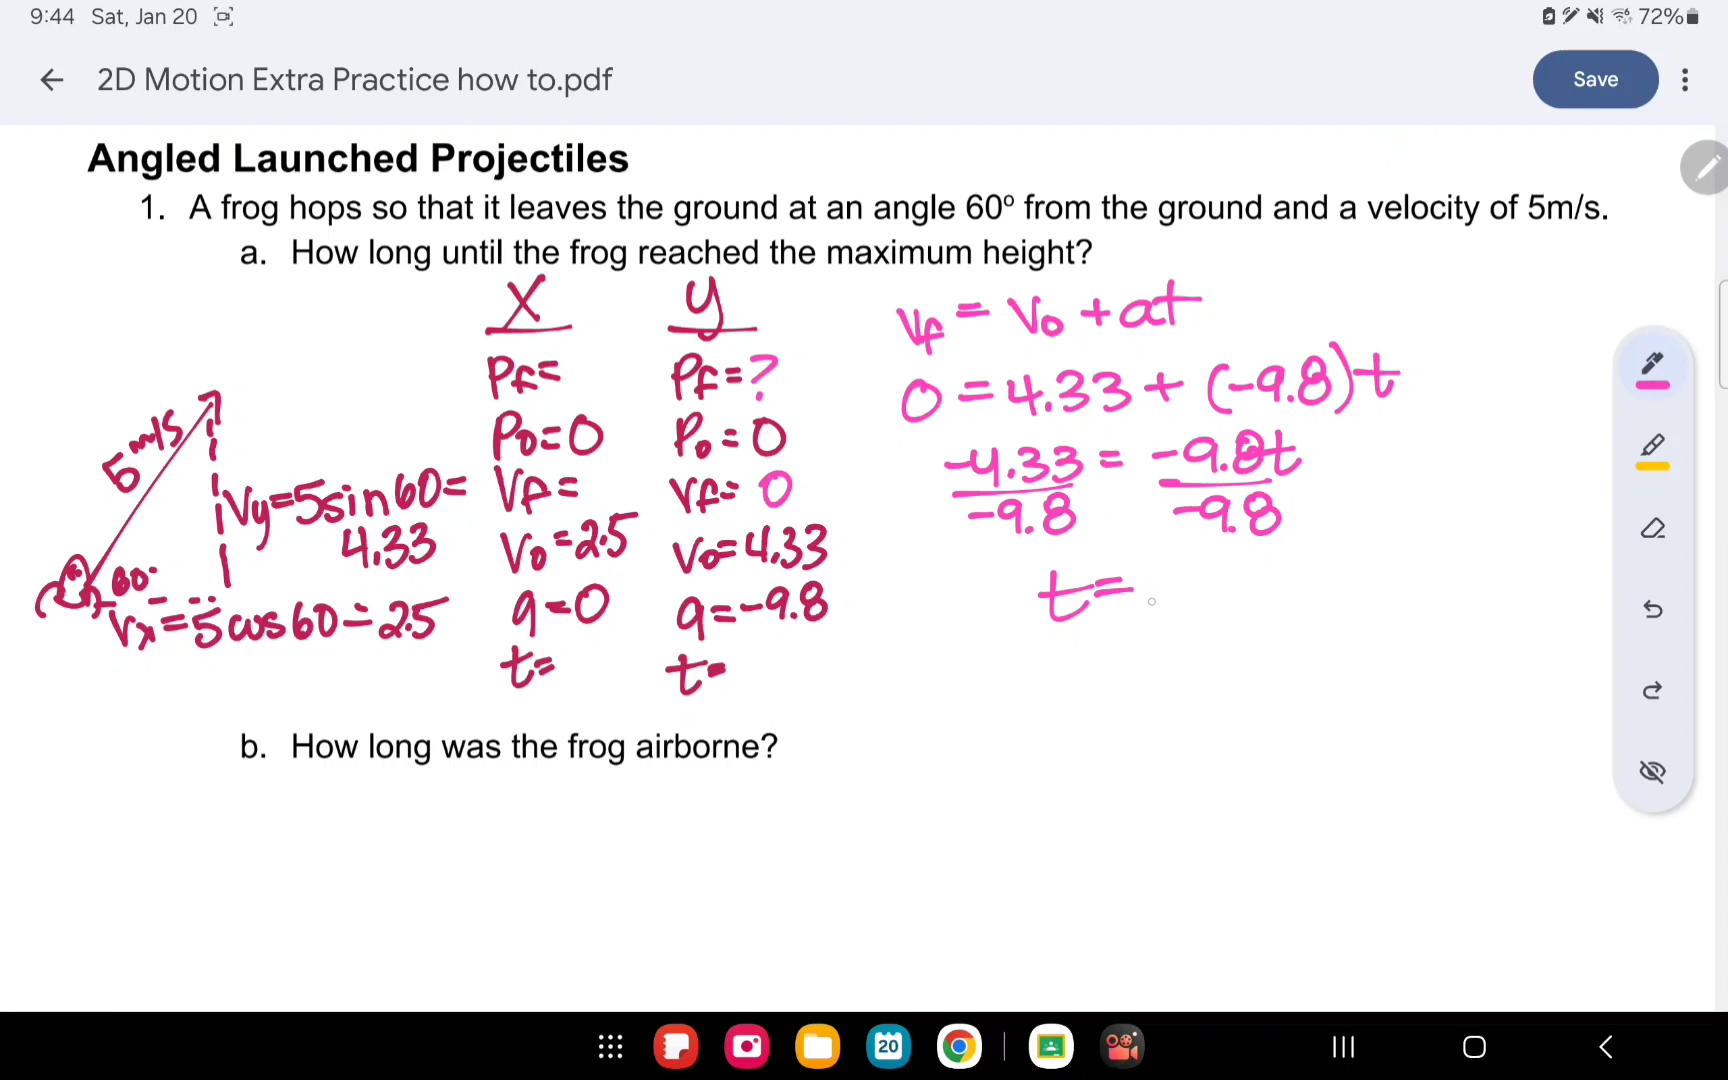 9:44 Sat, Jan 20
72%
2D Motion Extra Practice how to.pdf
Save
Angled Launched Projectiles
1. A frog hops so that it leaves the ground at an angle 60º from the ground and a velocity of 5m/s.
a. How long until the frog reached the maximum height?
x y
Pf= Pf=?
Po=0 Po=0
Vf= Vf=0
Vo=2.5 Vo=4.33
a=0 a=-9.8
t= t=
5 m/s
Vy=5sin60=
4.33
60°
Vx=5cos60=2.5
Vf = Vo + at
0 = 4.33 + (-9.8)t
-4.33 = -9.8t
-9.8 -9.8
t=
b. How long was the frog airborne?
20